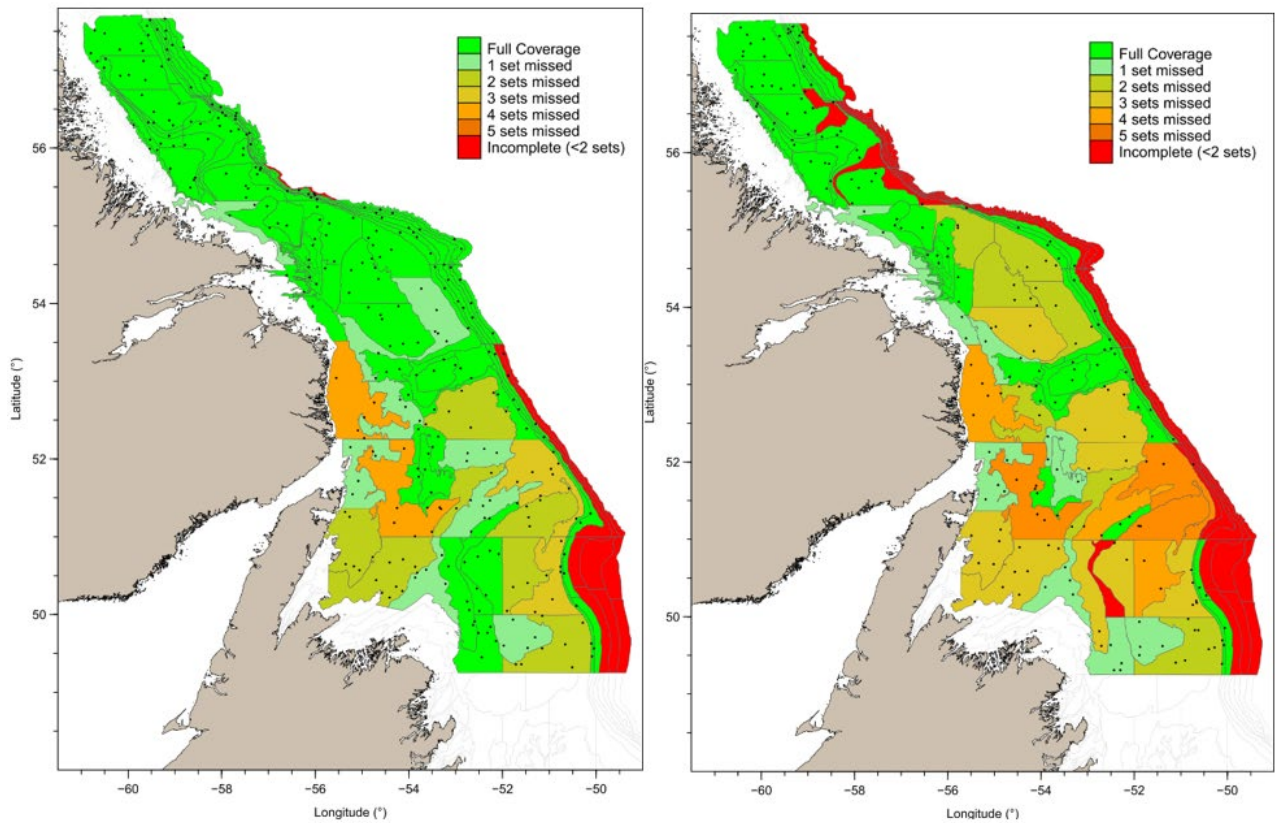 Full Coverage
1 set missed
2 sets missed
3 sets missed
4 sets missed
5 sets missed
Incomplete (<2 sets)
56
54
52
50
Latitude (°)
−60
−58
−56
−54
−52
−50
Longitude (°)
Full Coverage
1 set missed
2 sets missed
3 sets missed
4 sets missed
5 sets missed
Incomplete (<2 sets)
56
54
52
50
Latitude (°)
−60
−58
−56
−54
−52
−50
Longitude (°)